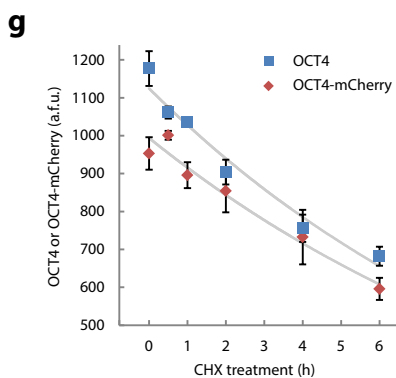 g
OCT4
OCT4-mCherry
OCT4 or OCT4-mCherry (a.f.u.)
1200
1100
1000
900
800
700
600
500
0 1 2 3 4 5 6
CHX treatment (h)